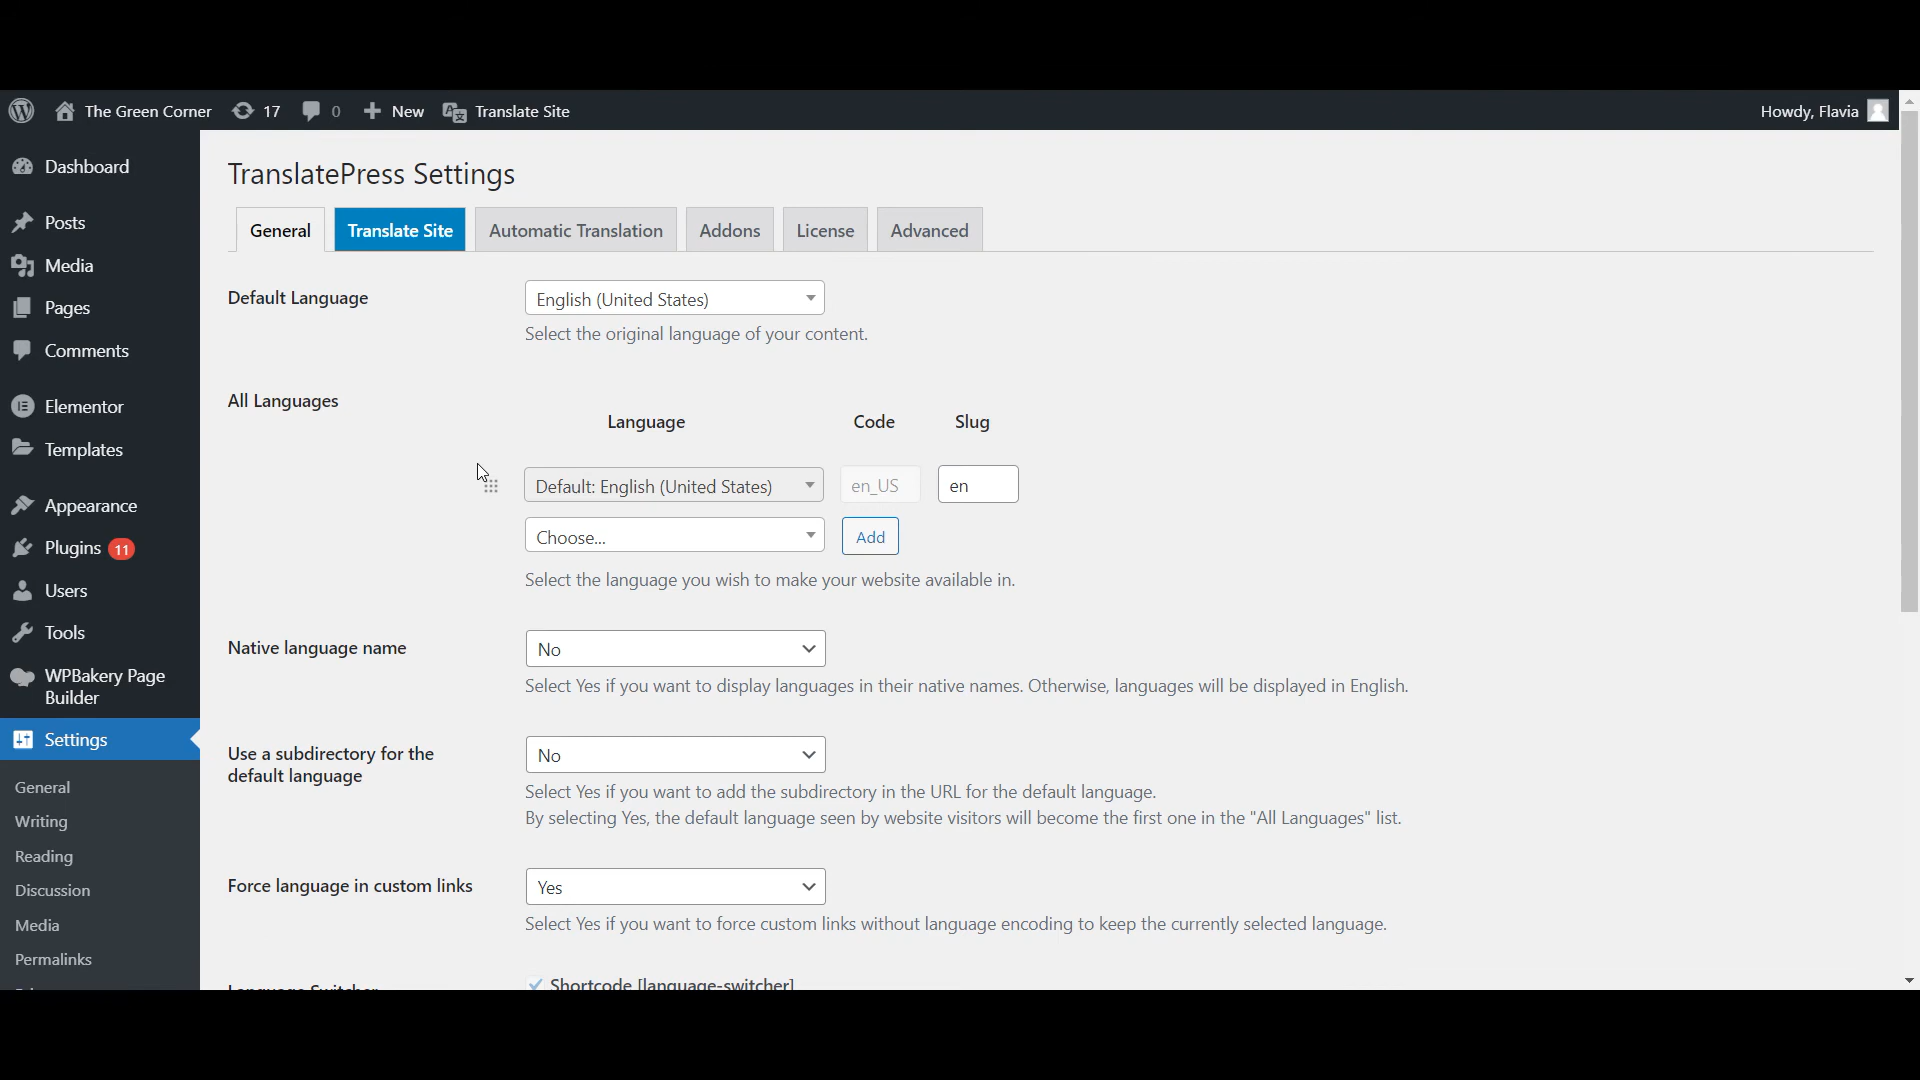 The Green Corner 17 0 New Translate Site Howdy, Flavia
Dashboard
Posts
Media
Pages
Comments
Elementor
Templates
Appearance
Plugins 11
Users
Tools
WPBakery Page
Builder
Settings
General
Writing
Reading
Discussion
Media
Permalinks
TranslatePress Settings
General Translate Site Automatic Translation Addons License Advanced
Default Language English (United States)
Select the original language of your content.
All Languages
Language Code Slug
Default: English (United States) en_US en
Choose... Add
Select the language you wish to make your website available in.
Native language name No
Select Yes if you want to display languages in their native names. Otherwise, languages will be displayed in English.
Use a subdirectory for the
default language
No
Select Yes if you want to add the subdirectory in the URL for the default language.
By selecting Yes, the default language seen by website visitors will become the first one in the "All Languages" list.
Force language in custom links Yes
Select Yes if you want to force custom links without language encoding to keep the currently selected language.
Language Switcher Shortcode [language-switcher]